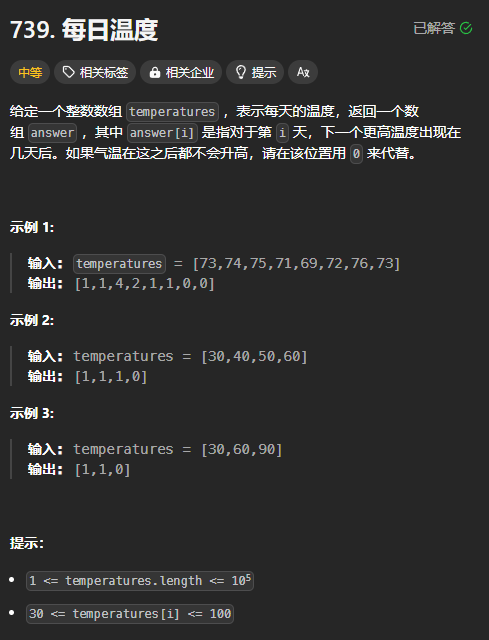 739. 每日温度
已解答
中等 相关标签 相关企业 提示
给定一个整数数组 temperatures ，表示每天的温度，返回一个数
组 answer ，其中 answer[i] 是指对于第 i 天，下一个更高温度出现在
几天后。如果气温在这之后都不会升高，请在该位置用 0 来代替。
示例 1:
输入： temperatures = [73,74,75,71,69,72,76,73]
输出： [1,1,4,2,1,1,0,0]
示例 2:
输入： temperatures = [30,40,50,60]
输出： [1,1,1,0]
示例 3:
输入： temperatures = [30,60,90]
输出： [1,1,0]
提示：
1 <= temperatures.length <= 10⁵
30 <= temperatures[i] <= 100